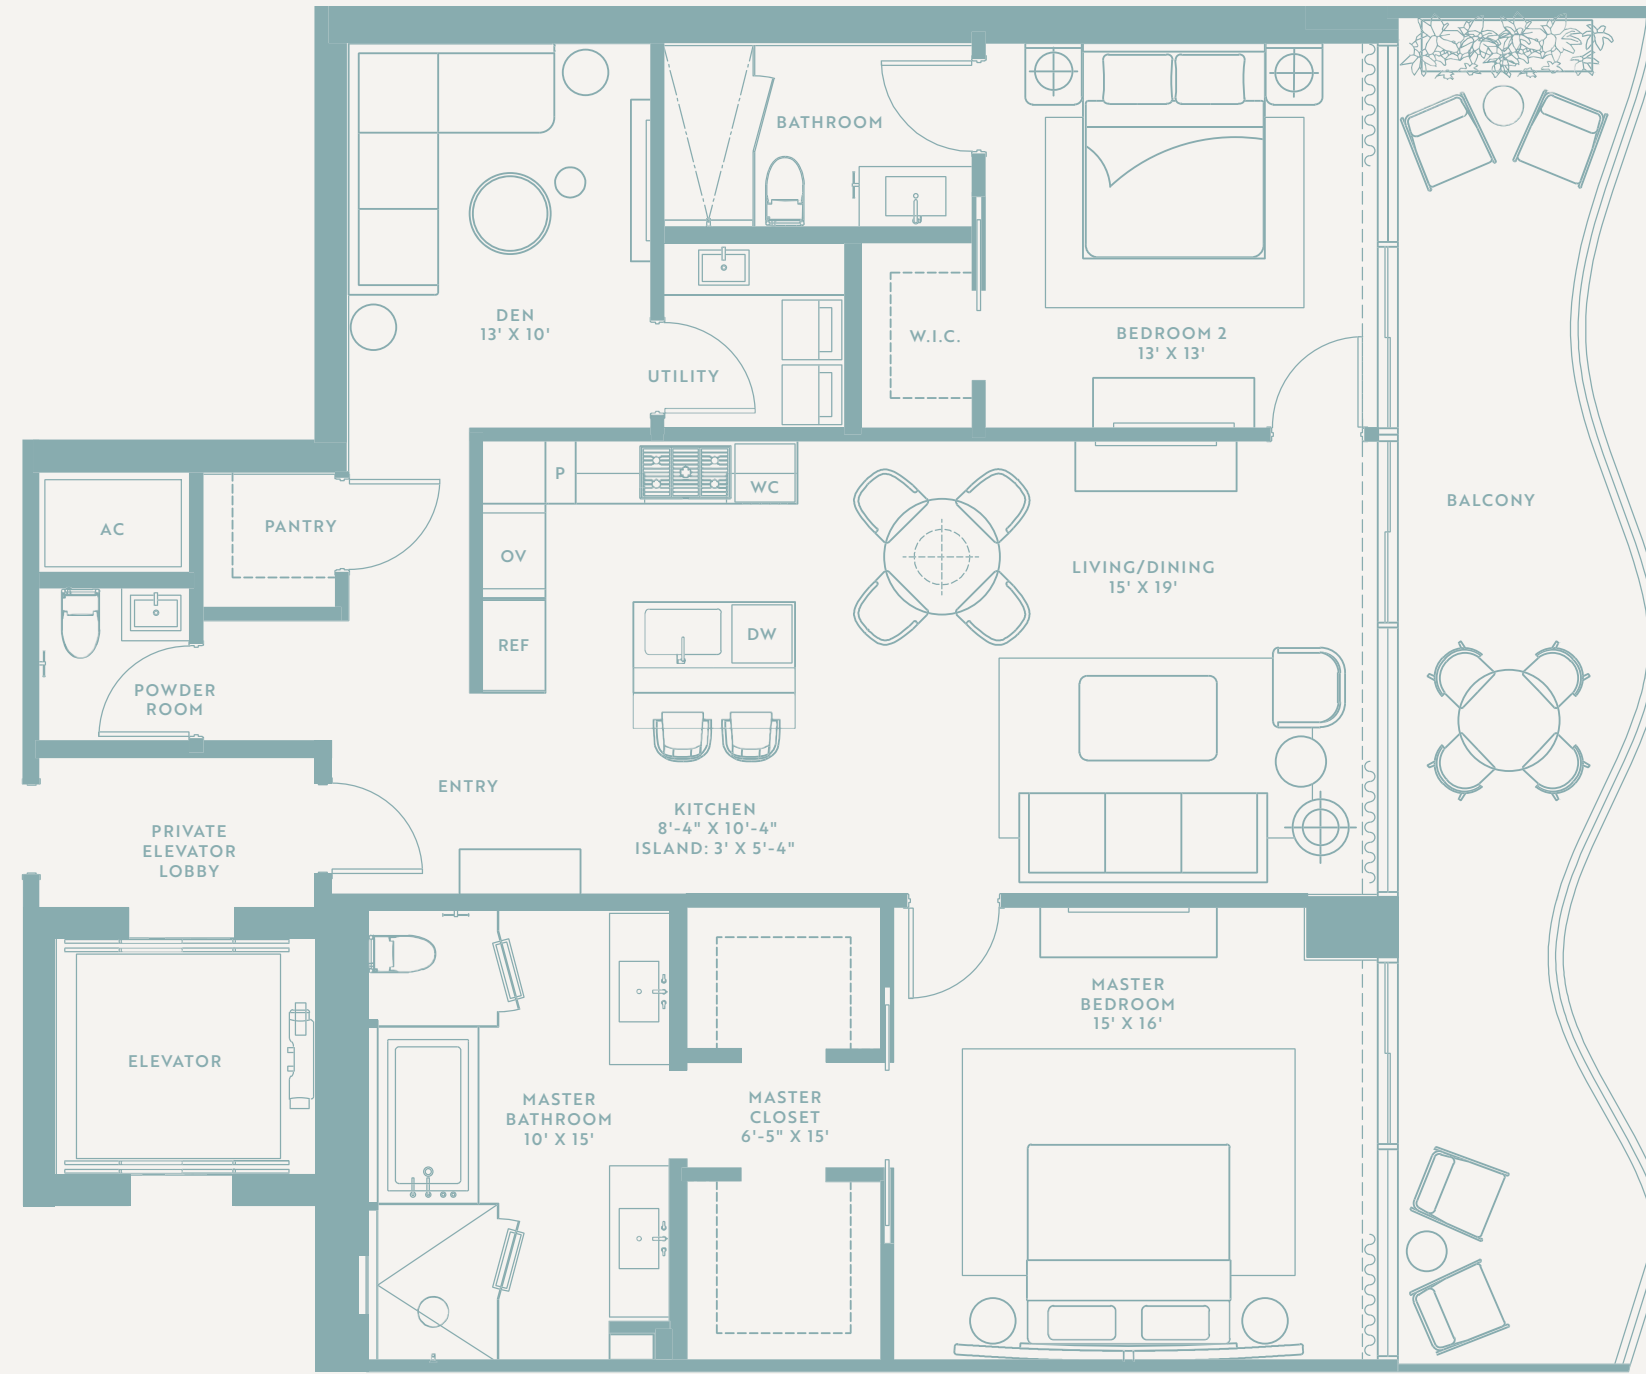 BATHROOM
DEN
13' X 10'
UTILITY
W.I.C.
BEDROOM 2
13' X 13'
P
WC
AC
PANTRY
OV
REF
DW
LIVING/DINING
15' X 19'
BALCONY
POWDER
ROOM
ENTRY
KITCHEN
8'-4" X 10'-4"
ISLAND: 3' X 5'-4"
PRIVATE
ELEVATOR
LOBBY
ELEVATOR
MASTER
BATHROOM
10' X 15'
MASTER
CLOSET
6'-5" X 15'
MASTER
BEDROOM
15' X 16'